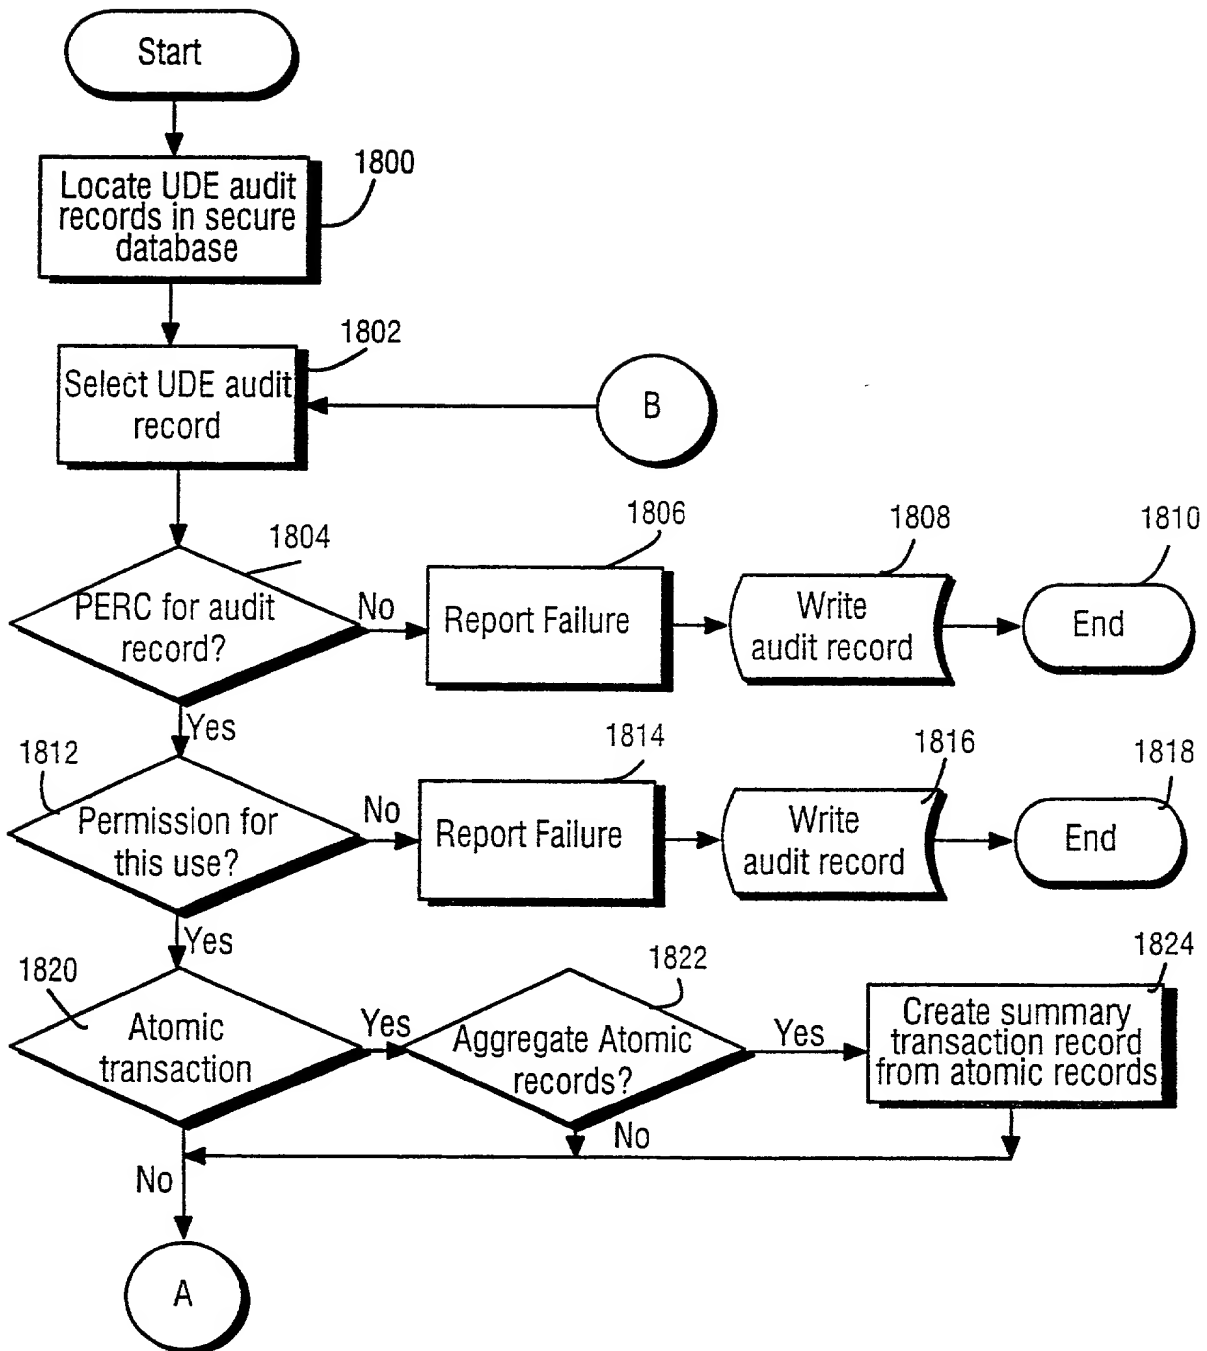 Start
1800
Locate UDE audit
records in secure
database
1802
Select UDE audit
record
B
1804
PERC for audit
record?
No
1806
Report Failure
1808
Write
audit record
1810
End
Yes
1812
Permission for
this use?
No
1814
Report Failure
1816
Write
audit record
1818
End
Yes
1820
Atomic
transaction
Yes
1822
Aggregate Atomic
records?
Yes
1824
Create summary
transaction record
from atomic records
No
No
A